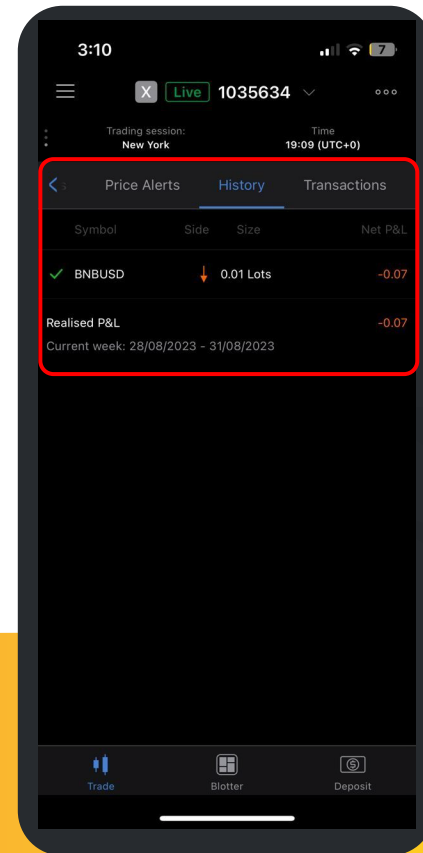 3:10
7
X Live 1035634
Trading session:
New York
Time
19:09 (UTC+0)
s Price Alerts History Transactions
Symbol Side Size Net P&L
BNBUSD 0.01 Lots -0.07
Realised P&L -0.07
Current week: 28/08/2023 - 31/08/2023
Trade Blotter Deposit